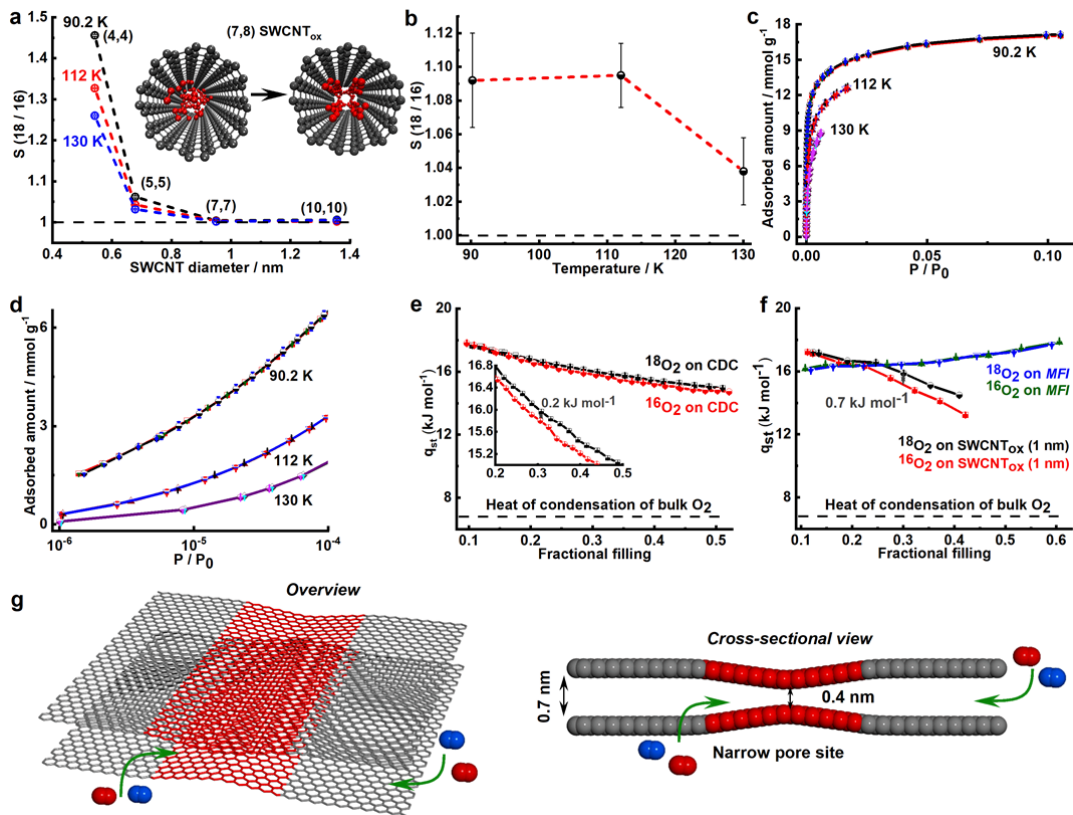 a
S (18 / 16)
1.5
1.4
1.3
1.2
1.1
1
90.2 K
(4,4)
112 K
130 K
(5,5)
(7,7)
(10,10)
(7,8) SWCNTox
0.4 0.6 0.8 1 1.2 1.4
SWCNT diameter / nm
b
S (18 / 16)
1.12
1.10
1.08
1.06
1.04
1.02
1.00
90 100 110 120 130
Temperature / K
c
Adsorbed amount / mmol g-1
18
15
12
9
6
3
0
90.2 K
112 K
130 K
0.00 0.05 0.10
P / P0
d
Adsorbed amount / mmol g-1
6
3
0
90.2 K
112 K
130 K
10-6 10-5 10-4
P / P0
e
qst (kJ mol-1)
20
16
12
8
18O2 on CDC
16O2 on CDC
16.8
16.4
16.0
15.6
15.2
0.2 kJ mol-1
0.2 0.3 0.4 0.5
Heat of condensation of bulk O2
0.1 0.2 0.3 0.4 0.5
Fractional filling
f
qst (kJ mol-1)
20
16
12
8
0.7 kJ mol-1
18O2 on MFI
16O2 on MFI
18O2 on SWCNTox (1 nm)
16O2 on SWCNTox (1 nm)
Heat of condensation of bulk O2
0.1 0.2 0.3 0.4 0.5 0.6
Fractional filling
g
Overview
Cross-sectional view
0.7 nm
0.4 nm
Narrow pore site